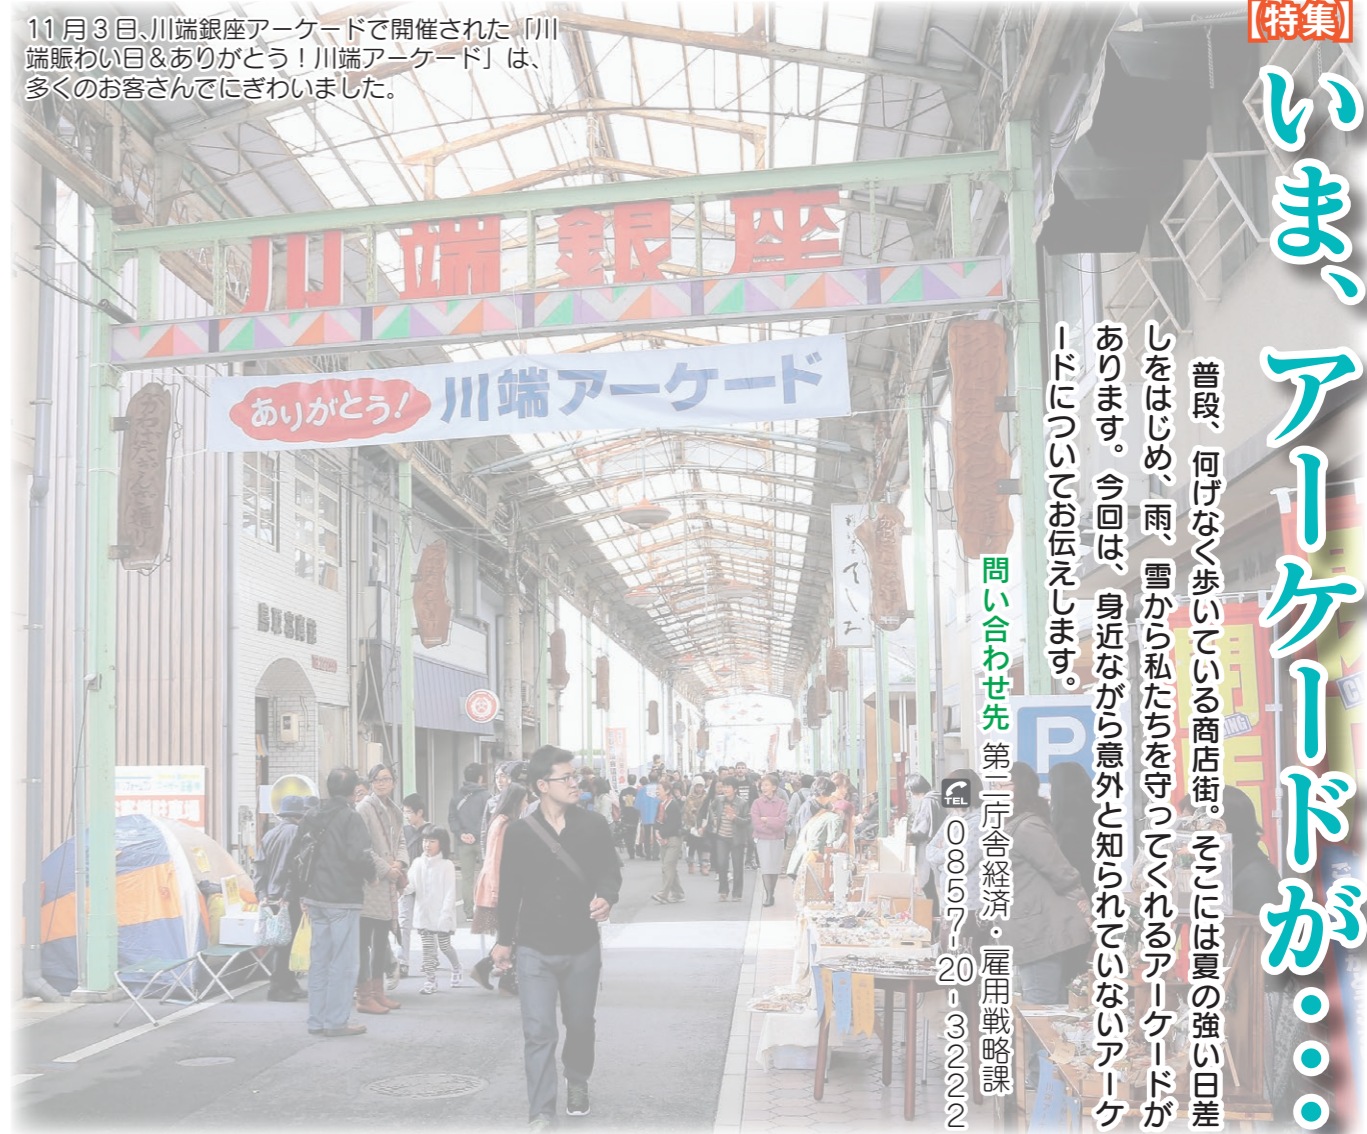 11月3日、川端銀座アーケードで開催された「川
端賑わい日＆ありがとう！川端アーケード」は、
多くのお客さんでにぎわいました。
【特集】
いま、アーケードが・・・
普段、何げなく歩いている商店街。そこには夏の強い日差
しをはじめ、雨、雪から私たちを守ってくれるアーケードが
あります。今回は、身近ながら意外と知られていないアーケ
ードについてお伝えします。
問い合わせ先 第二庁舎経済・雇用戦略課
TEL 0857-20-3222
川端銀座
ありがとう！川端アーケード
P